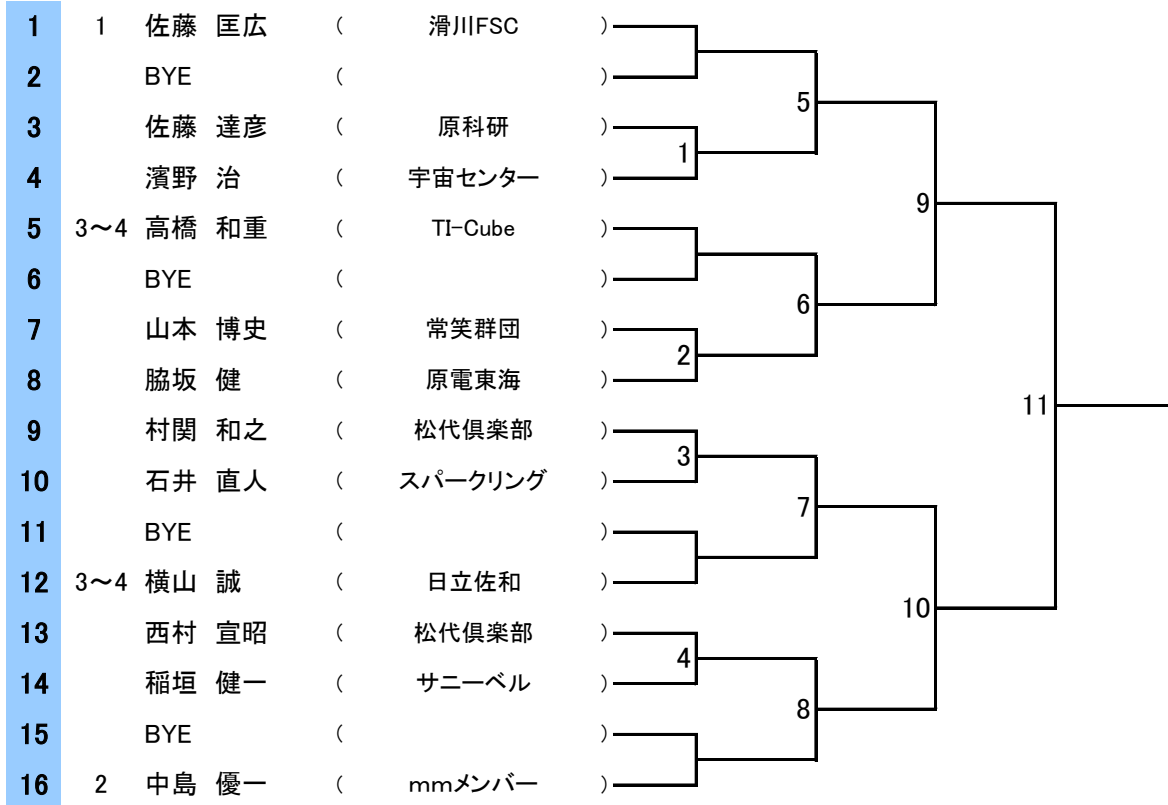 1 1 佐藤 匡広 ( 滑川FSC )
2 BYE ( )
5
3 佐藤 達彦 ( 原科研 )
1
4 濱野 治 ( 宇宙センター )
9
5 3～4 高橋 和重 ( TI-Cube )
6 BYE ( )
6
7 山本 博史 ( 常笑群団 )
2
8 脇坂 健 ( 原電東海 )
11
9 村関 和之 ( 松代倶楽部 )
3
10 石井 直人 ( スパークリング )
7
11 BYE ( )
12 3～4 横山 誠 ( 日立佐和 )
10
13 西村 宣昭 ( 松代倶楽部 )
4
14 稲垣 健一 ( サニーベル )
8
15 BYE ( )
16 2 中島 優一 ( mmメンバー )